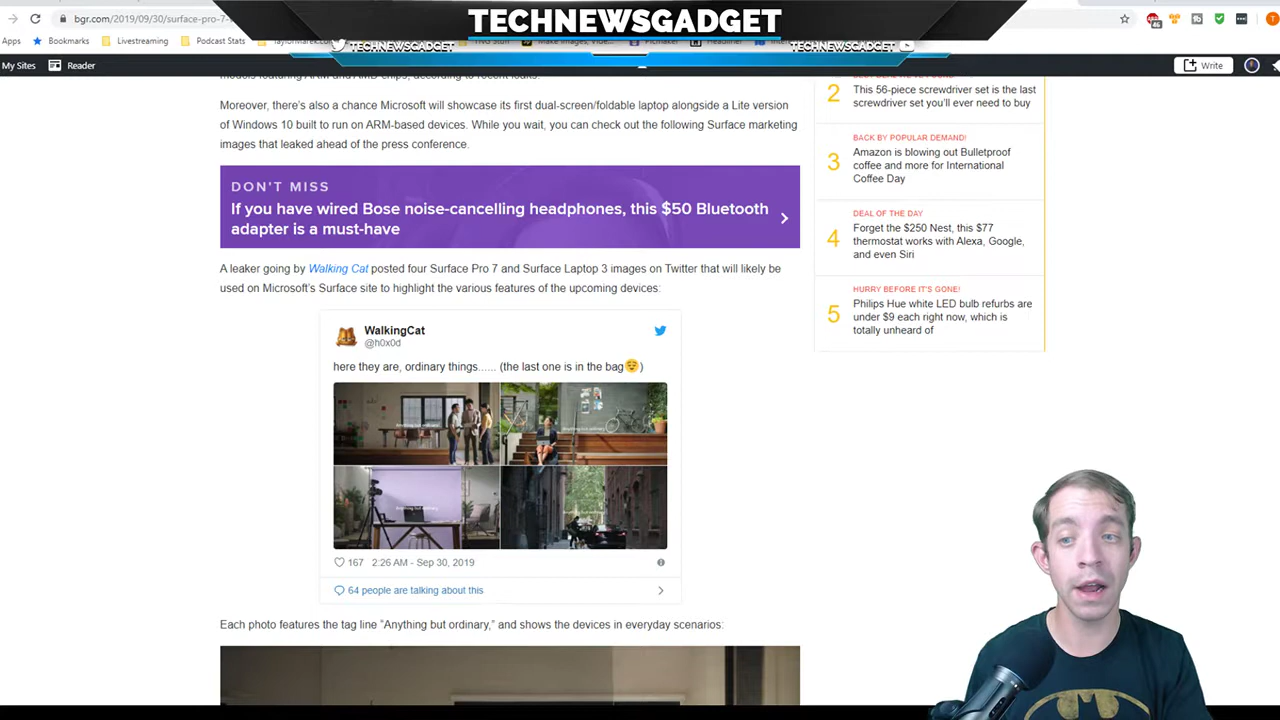 bgr.com/2019/09/30/surface-pro-7-
TECHNEWSGADGET
Apps Bookmarks Livestreaming Podcast Stats
TECHNEWSGADGET
TECHNEWSGADGET
My Sites Reader
Write
Moreover, there's also a chance Microsoft will showcase its first dual-screen/foldable laptop alongside a Lite version
of Windows 10 built to run on ARM-based devices. While you wait, you can check out the following Surface marketing
images that leaked ahead of the press conference.
DON'T MISS
If you have wired Bose noise-cancelling headphones, this $50 Bluetooth
adapter is a must-have
A leaker going by Walking Cat posted four Surface Pro 7 and Surface Laptop 3 images on Twitter that will likely be
used on Microsoft's Surface site to highlight the various features of the upcoming devices:
WalkingCat
@h0x0d
here they are, ordinary things...... (the last one is in the bag😌)
167 2:26 AM - Sep 30, 2019
64 people are talking about this
Each photo features the tag line "Anything but ordinary," and shows the devices in everyday scenarios:
2
This 56-piece screwdriver set is the last
screwdriver set you'll ever need to buy
BACK BY POPULAR DEMAND!
3
Amazon is blowing out Bulletproof
coffee and more for International
Coffee Day
DEAL OF THE DAY
4
Forget the $250 Nest, this $77
thermostat works with Alexa, Google,
and even Siri
HURRY BEFORE IT'S GONE!
5
Philips Hue white LED bulb refurbs are
under $9 each right now, which is
totally unheard of
BATMAN